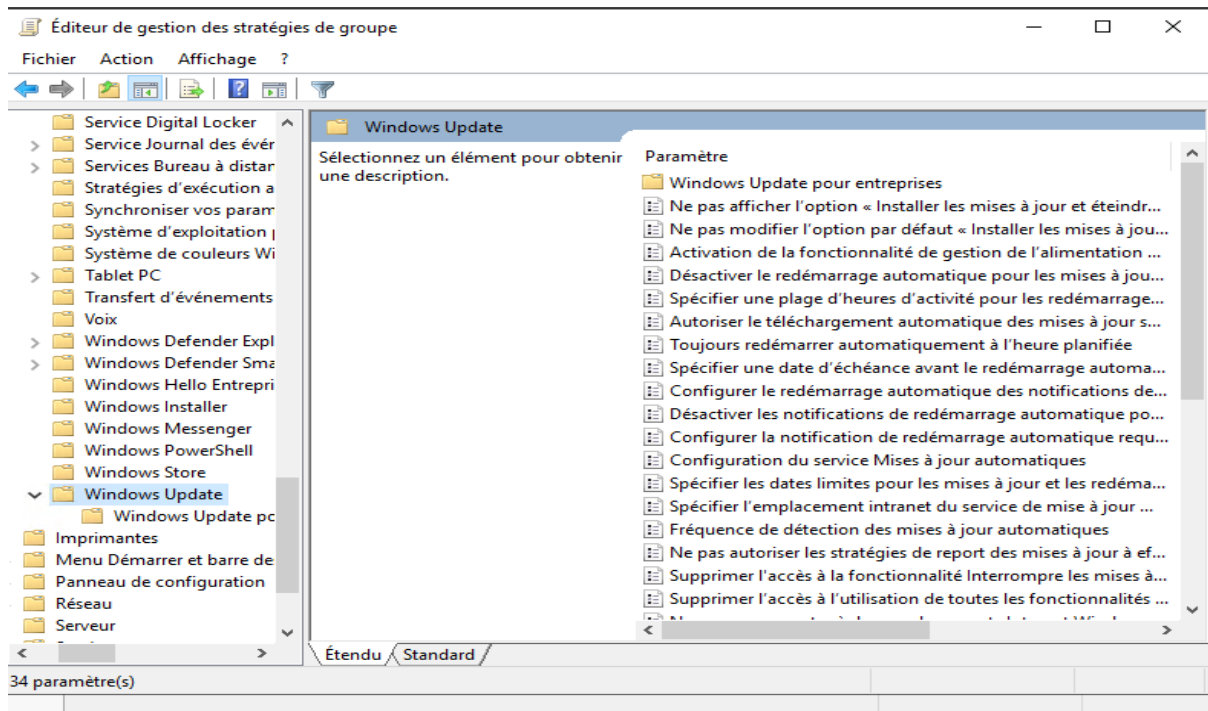 Éditeur de gestion des stratégies de groupe
Fichier Action Affichage ?
Service Digital Locker
Service Journal des évér
Services Bureau à distar
Stratégies d'exécution a
Synchroniser vos param
Système d'exploitation
Système de couleurs Wi
Tablet PC
Transfert d'événements
Voix
Windows Defender Expl
Windows Defender Sma
Windows Hello Entrepri
Windows Installer
Windows Messenger
Windows PowerShell
Windows Store
Windows Update
Windows Update pc
Imprimantes
Menu Démarrer et barre de
Panneau de configuration
Réseau
Serveur
Windows Update
Sélectionnez un élément pour obtenir
une description.
Paramètre
Windows Update pour entreprises
Ne pas afficher l'option « Installer les mises à jour et éteindr...
Ne pas modifier l'option par défaut « Installer les mises à jou...
Activation de la fonctionnalité de gestion de l'alimentation ...
Désactiver le redémarrage automatique pour les mises à jou...
Spécifier une plage d'heures d'activité pour les redémarrage...
Autoriser le téléchargement automatique des mises à jour s...
Toujours redémarrer automatiquement à l'heure planifiée
Spécifier une date d'échéance avant le redémarrage automa...
Configurer le redémarrage automatique des notifications de...
Désactiver les notifications de redémarrage automatique po...
Configurer la notification de redémarrage automatique requ...
Configuration du service Mises à jour automatiques
Spécifier les dates limites pour les mises à jour et les redéma...
Spécifier l'emplacement intranet du service de mise à jour ...
Fréquence de détection des mises à jour automatiques
Ne pas autoriser les stratégies de report des mises à jour à ef...
Supprimer l'accès à la fonctionnalité Interrompre les mises à...
Supprimer l'accès à l'utilisation de toutes les fonctionnalités ...
Étendu Standard
34 paramètre(s)